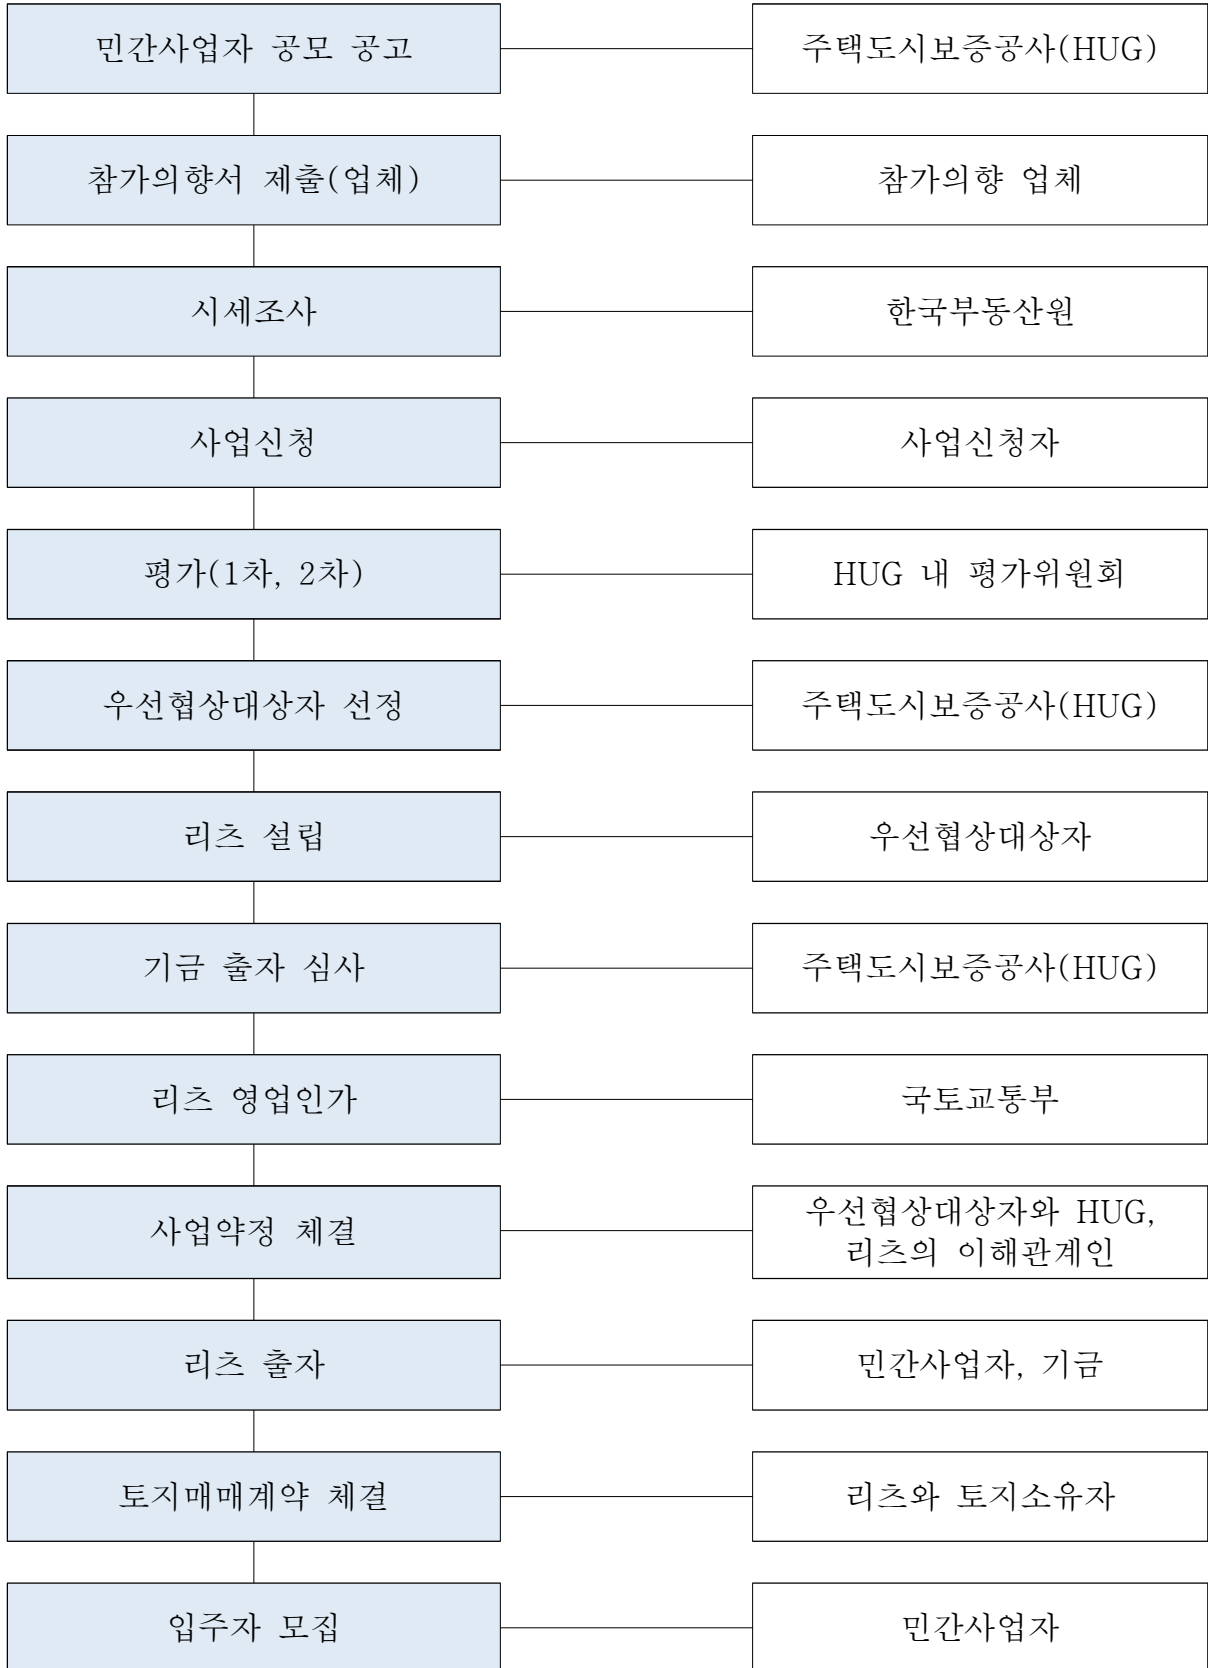 민간사업자 공모 공고
주택도시보증공사(HUG)
참가의향서 제출(업체)
참가의향 업체
시세조사
한국부동산원
사업신청
사업신청자
평가(1차, 2차)
HUG 내 평가위원회
우선협상대상자 선정
주택도시보증공사(HUG)
리츠 설립
우선협상대상자
기금 출자 심사
주택도시보증공사(HUG)
리츠 영업인가
국토교통부
사업약정 체결
우선협상대상자와 HUG,
리츠의 이해관계인
리츠 출자
민간사업자, 기금
토지매매계약 체결
리츠와 토지소유자
입주자 모집
민간사업자